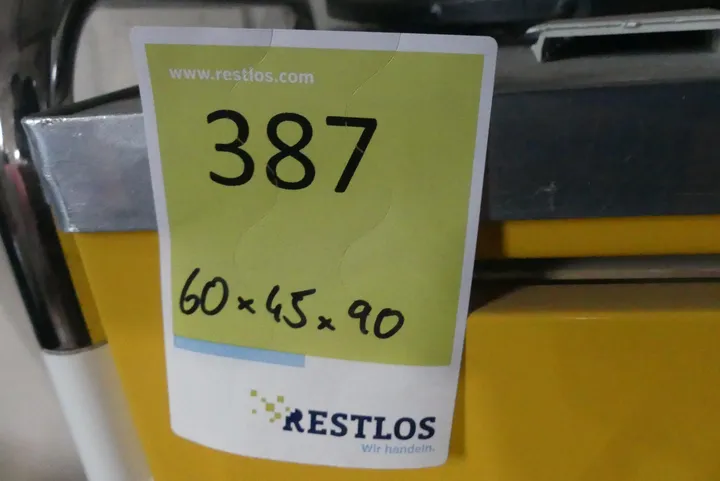 www.restlos.com
387
60 x 45 x 90
RESTLOS
Wir handeln.